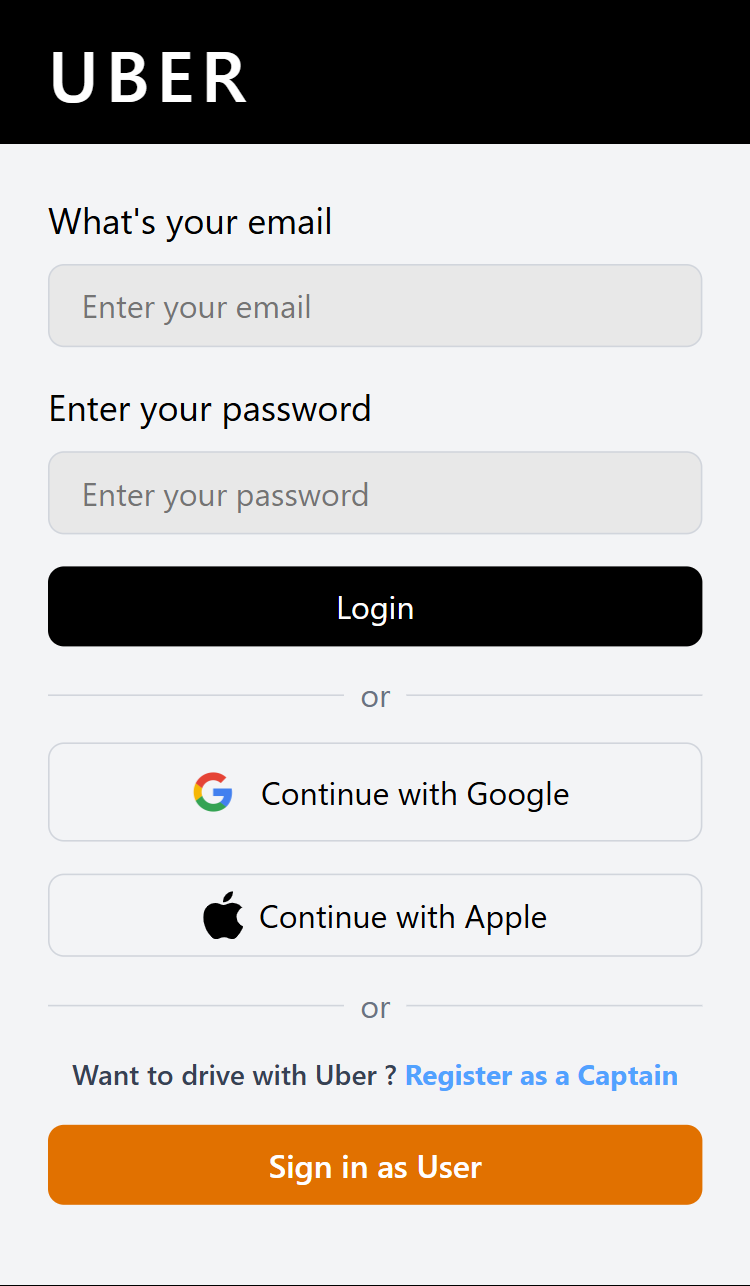 UBER
What's your email
Enter your email
Enter your password
Enter your password
Login
or
Continue with Google
Continue with Apple
or
Want to drive with Uber ? Register as a Captain
Sign in as User